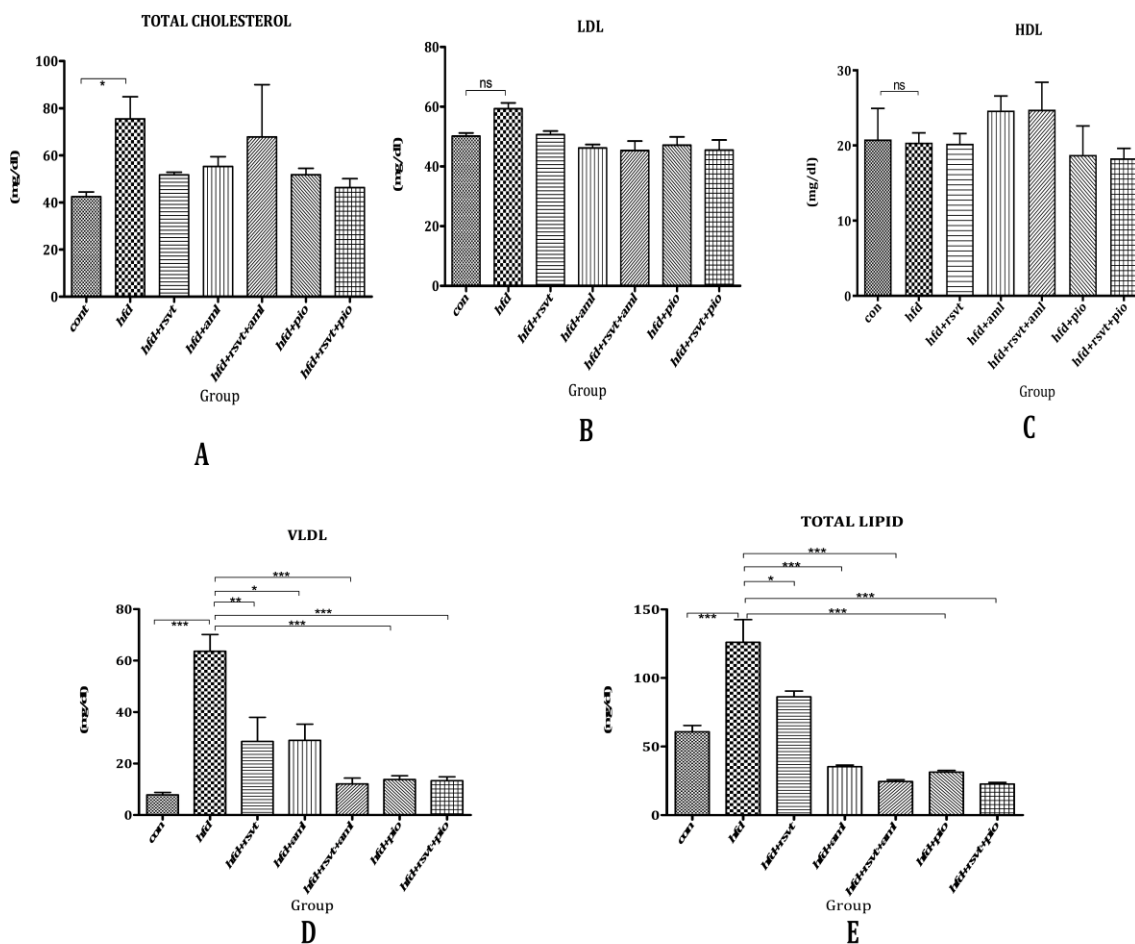 TOTAL CHOLESTEROL
100
80
60
40
20
0
(mg/dl)
*
cont
hfd
hfd+rsvt
hfd+aml
hfd+rsvt+aml
hfd+pio
hfd+rsvt+pio
Group
A
LDL
80
60
40
20
0
(mg/dl)
ns
con
hfd
hfd+rsvt
hfd+aml
hfd+rsvt+aml
hfd+pio
hfd+rsvt+pio
Group
B
HDL
30
20
10
0
(mg/dl)
ns
con
hfd
hfd+rsvt
hfd+aml
hfd+rsvt+aml
hfd+pio
hfd+rsvt+pio
Group
C
VLDL
80
60
40
20
0
(mg/dl)
***
*
**
***
***
***
con
hfd
hfd+rsvt
hfd+aml
hfd+rsvt+aml
hfd+pio
hfd+rsvt+pio
Group
D
TOTAL LIPID
150
100
50
0
(mg/dl)
***
***
*
***
***
***
con
hfd
hfd+rsvt
hfd+aml
hfd+rsvt+aml
hfd+pio
hfd+rsvt+pio
Group
E